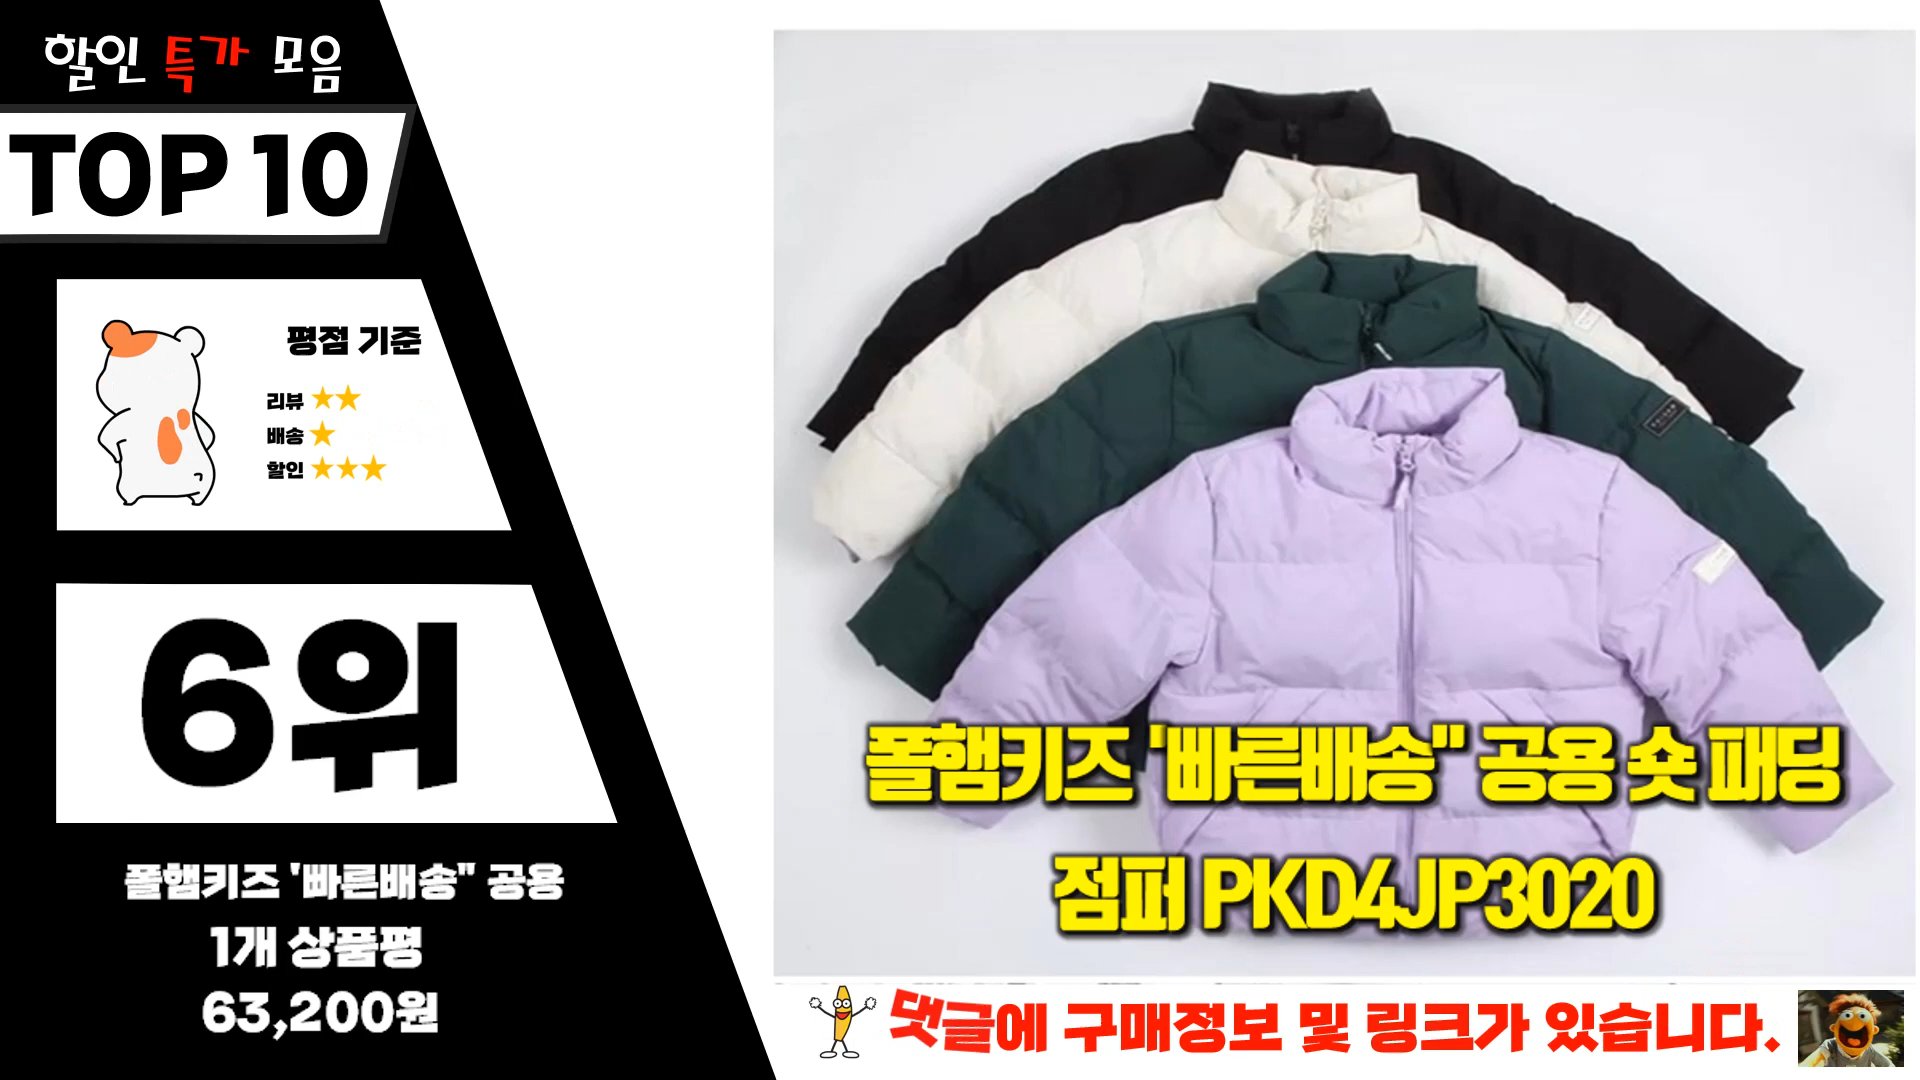 할인 특가 모음
TOP 10
평점 기준
리뷰 ★★
배송 ★
할인 ★★★
6위
폴햄키즈 '빠른배송" 공용
1개 상품평
63,200원
폴햄키즈 '빠른배송" 공용 숏 패딩
점퍼 PKD4JP3020
댓글에 구매정보 및 링크가 있습니다.